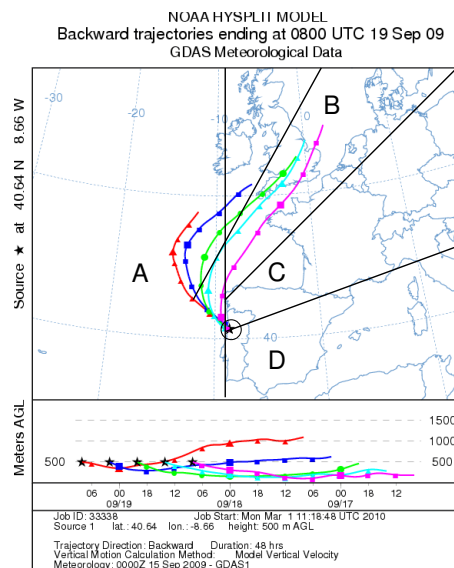 NOAA HYSPLIT MODEL
Backward trajectories ending at 0800 UTC 19 Sep 09
GDAS Meteorological Data
Source ★ at 40.64 N 8.66 W
-30
-20
-10
0
B
A
C
40
D
Meters AGL
1500
1000
500
500
06 00 18 12 06 00 18 12 06 00 18 12
09/19 09/18 09/17
Job ID: 33338 Job Start: Mon Mar 1 11:18:48 UTC 2010
Source 1 lat.: 40.64 lon.: -8.66 height: 500 m AGL
Trajectory Direction: Backward Duration: 48 hrs
Vertical Motion Calculation Method: Model Vertical Velocity
Meteorology: 0000Z 15 Sep 2009 - GDAS1